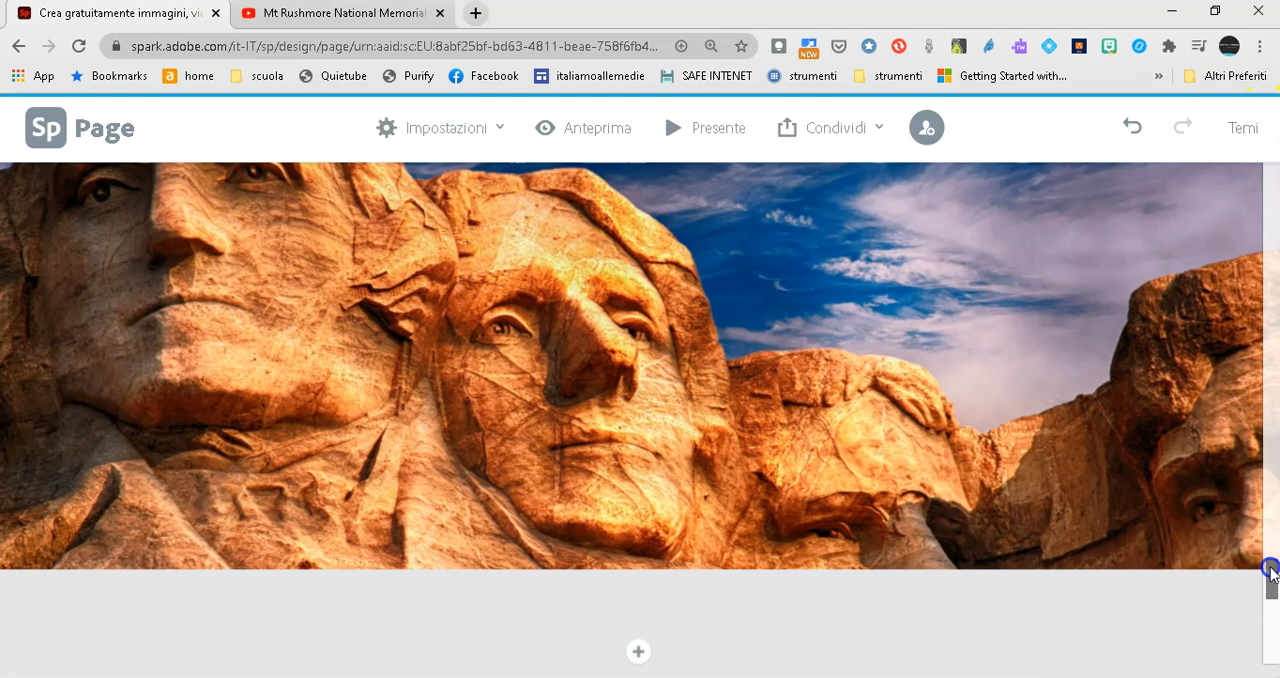 Crea gratuitamente immagini, vid
Mt Rushmore National Memorial
spark.adobe.com/it-IT/sp/design/page/urn:aaid:sc:EU:8abf25bf-bd63-4811-beae-758f6fb4...
App Bookmarks home scuola Quietube Purify Facebook italiamoallemedie SAFE INTENET strumenti strumenti Getting Started with... » Altri Preferiti
Sp Page Impostazioni Anteprima Presente Condividi Temi